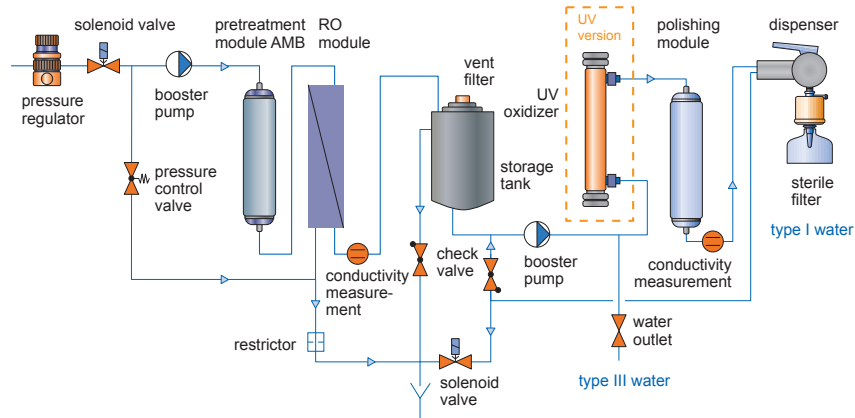 solenoid valve
pretreatment
module AMB
RO
module
UV
version
polishing
module
dispenser
vent
filter
UV
oxidizer
pressure
regulator
booster
pump
pressure
control
valve
storage
tank
sterile
filter
type I water
check
valve
booster
pump
conductivity
measure-
ment
conductivity
measurement
restrictor
water
outlet
solenoid
valve
type III water